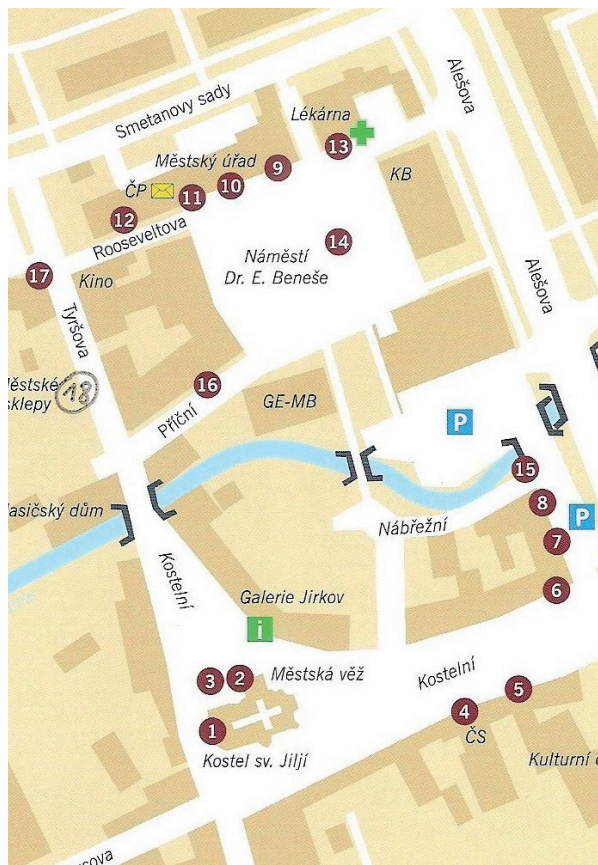 Alešova
Smetanovy sady
Lékárna
13
Městský úřad
9
KB
ČP
10
11
12
Rooseveltova
14
Náměstí
Dr. E. Beneše
Alešova
17
Kino
Tyršova
16
18
sklepy
GE-MB
Příční
P
15
8
P
Nábřežní
7
dům
Kostelní
6
Galerie Jirkov
i
Městská věž
Kostelní
3
2
5
4
1
ČS
Kostel sv. Jiljí
Kulturní